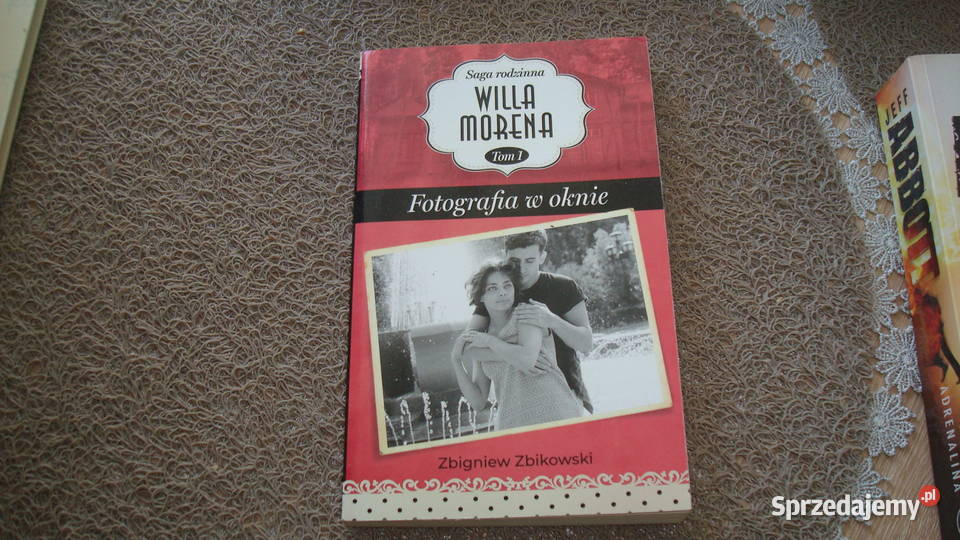 Saga rodzinna
WILLA
MORENA
Tom I
Fotografia w oknie
Zbigniew Zbikowski
JEFF
ABBOTT
ADRENALINA
Sprzedajemy.pl